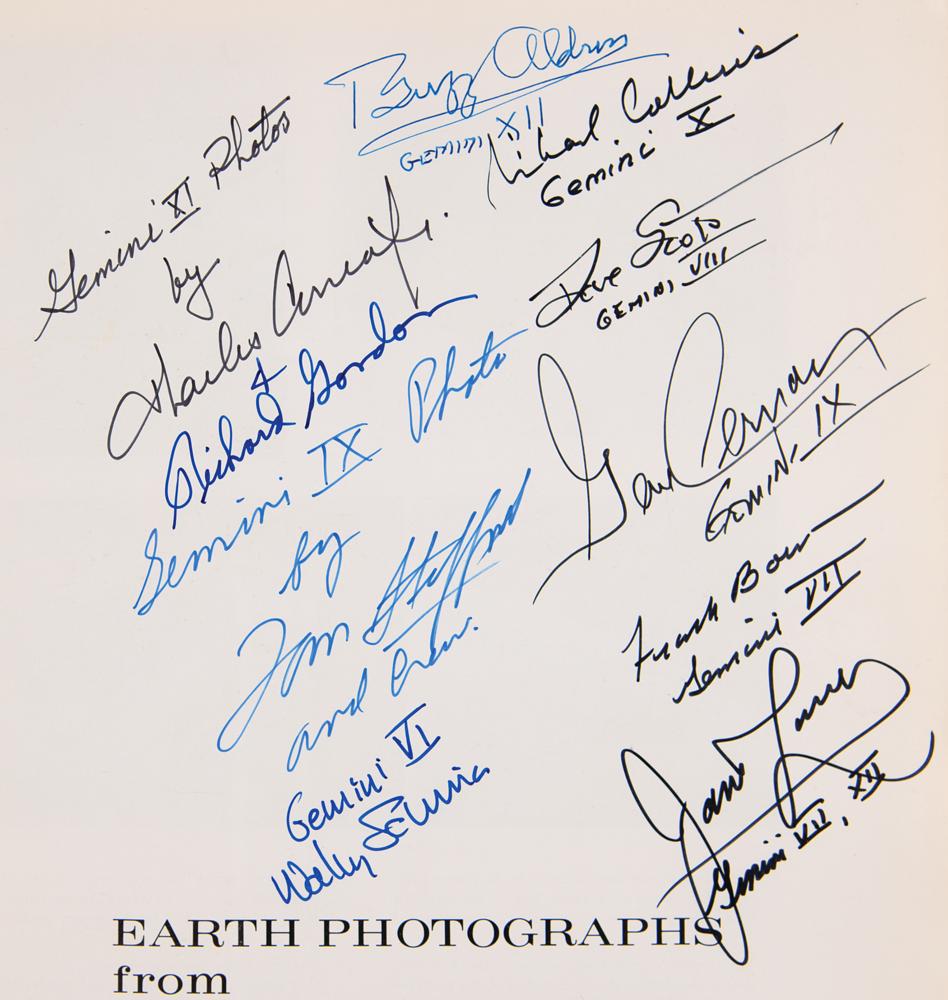 Buzz Aldrin
GEMINI XII
Michael Collins
Gemini X
Gemini XI Photos
by
Charles Conrad Jr.
+
Richard Gordon
Dave Scott
GEMINI VIII
Gene Cernan
GEMINI IX
Gemini IX Photo
by
Tom Stafford
and Crew.
Frank Borman
Gemini VII
James Lovell
Gemini VII, XII
Gemini VI
Wally Schirra
EARTH PHOTOGRAPHS
from